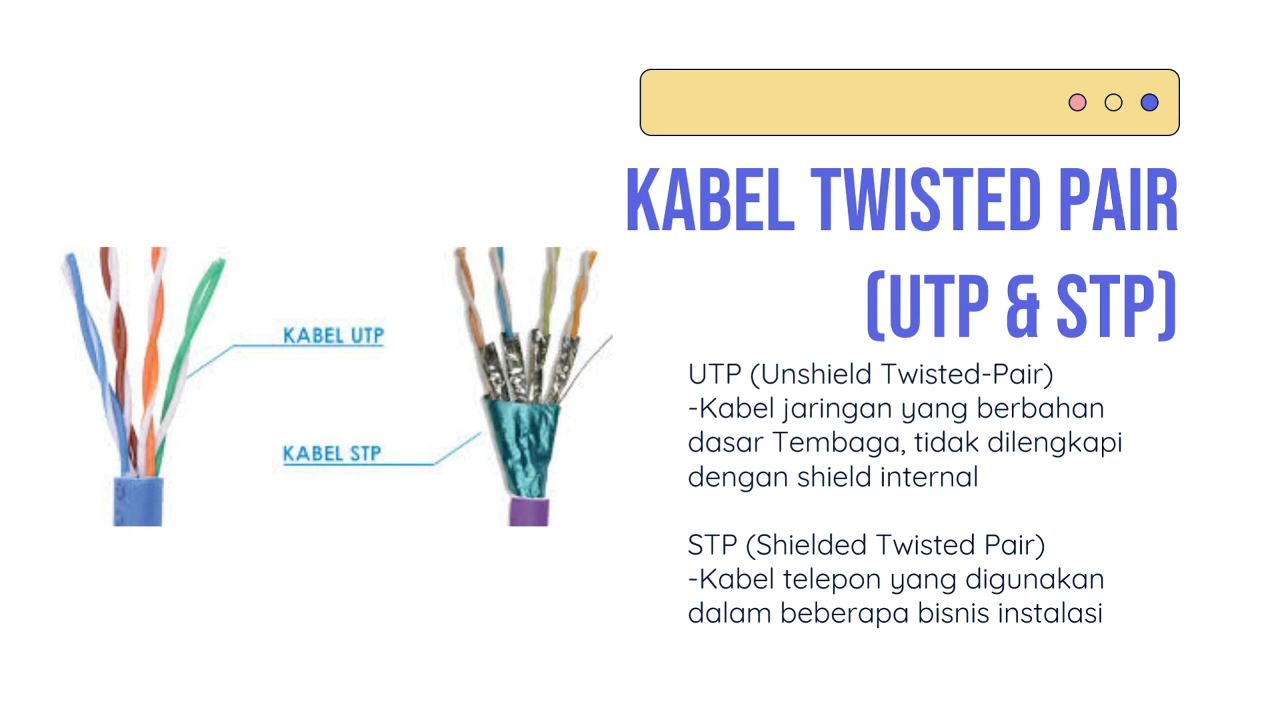 KABEL TWISTED PAIR
(UTP & STP)
KABEL UTP
KABEL STP
UTP (Unshield Twisted-Pair)
-Kabel jaringan yang berbahan
dasar Tembaga, tidak dilengkapi
dengan shield internal
STP (Shielded Twisted Pair)
-Kabel telepon yang digunakan
dalam beberapa bisnis instalasi